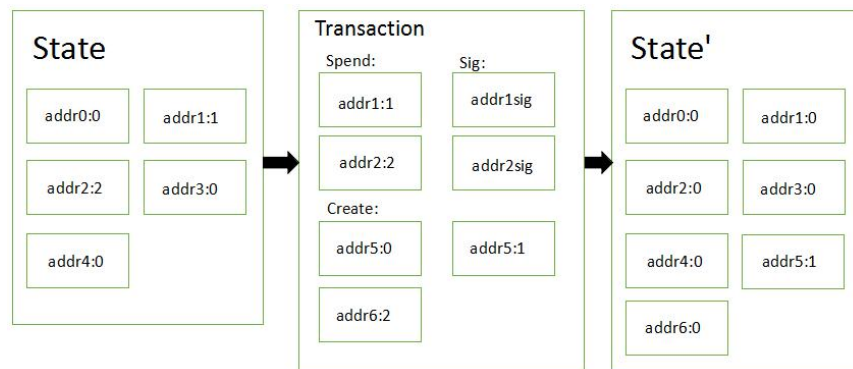 State
addr0:0
addr1:1
addr2:2
addr3:0
addr4:0
Transaction
Spend:
Sig:
addr1:1
addr1sig
addr2:2
addr2sig
Create:
addr5:0
addr5:1
addr6:2
State'
addr0:0
addr1:0
addr2:0
addr3:0
addr4:0
addr5:1
addr6:0